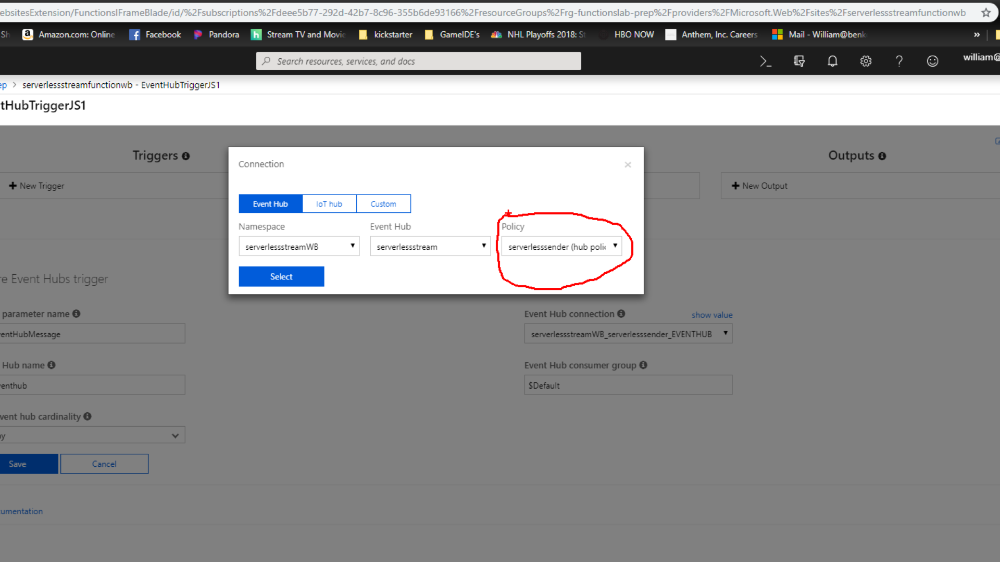 ebsitesExtension/FunctionsIFrameBlade/id/%2Fsubscriptions%2Fdeee5b77-292d-42b7-8c96-355b6de93166%2FresourceGroups%2Frg-functionslab-prep%2Fproviders%2FMicrosoft.Web%2Fsites%2Fserverlessstreamfunctionwb
Sh Amazon.com: Online Facebook Pandora Stream TV and Movie kickstarter GameIDE's NHL Playoffs 2018: St HBO NOW Anthem, Inc. Careers Mail - William@benk »
Search resources, services, and docs william@
ep > serverlessstreamfunctionwb - EventHubTriggerJS1
tHubTriggerJS1
Triggers Outputs
New Trigger New Output
Connection ×
Event Hub IoT hub Custom
Namespace Event Hub Policy
serverlessstreamWB serverlessstream serverlesssender (hub polic
Select
re Event Hubs trigger
parameter name Event Hub connection show value
ventHubMessage serverlessstreamWB_serverlesssender_EVENTHUB
Hub name Event Hub consumer group
venthub $Default
vent hub cardinality
ny
Save Cancel
cumentation